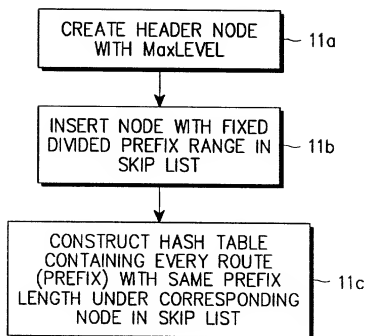 CREATE HEADER NODE
WITH MaxLEVEL
11a
INSERT NODE WITH FIXED
DIVIDED PREFIX RANGE IN
SKIP LIST
11b
CONSTRUCT HASH TABLE
CONTAINING EVERY ROUTE
(PREFIX) WITH SAME PREFIX
LENGTH UNDER CORRESPONDING
NODE IN SKIP LIST
11c